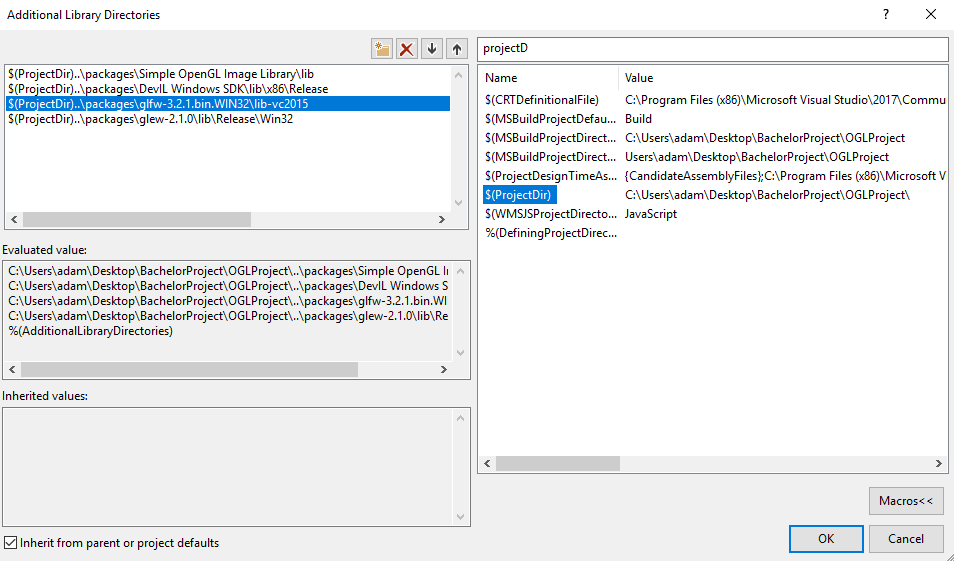 Additional Library Directories
?
projectD
$(ProjectDir)..\packages\Simple OpenGL Image Library\lib
$(ProjectDir)..\packages\DevIL Windows SDK\lib\x86\Release
$(ProjectDir)..\packages\glfw-3.2.1.bin.WIN32\lib-vc2015
$(ProjectDir)..\packages\glew-2.1.0\lib\Release\Win32
Evaluated value:
C:\Users\adam\Desktop\BachelorProject\OGLProject\..\packages\Simple OpenGL I
C:\Users\adam\Desktop\BachelorProject\OGLProject\..\packages\DevIL Windows S
C:\Users\adam\Desktop\BachelorProject\OGLProject\..\packages\glfw-3.2.1.bin.WI
C:\Users\adam\Desktop\BachelorProject\OGLProject\..\packages\glew-2.1.0\lib\Re
%(AdditionalLibraryDirectories)
Inherited values:
Inherit from parent or project defaults
Name Value
$(CRTDefinitionFile) C:\Program Files (x86)\Microsoft Visual Studio\2017\Commu
$(MSBuildProjectDefau... Build
$(MSBuildProjectDirect... C:\Users\adam\Desktop\BachelorProject\OGLProject
$(MSBuildProjectDirect... Users\adam\Desktop\BachelorProject\OGLProject
$(ProjectDesignTimeAs... {CandidateAssemblyFiles};C:\Program Files (x86)\Microsoft V
$(ProjectDir) C:\Users\adam\Desktop\BachelorProject\OGLProject\
$(WMSJSProjectDirecto... JavaScript
%(DefiningProjectDirec...
Macros<<
OK Cancel